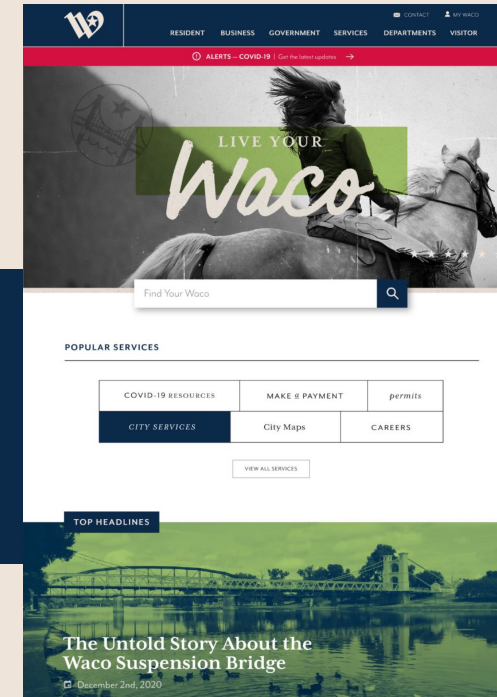 CONTACT MY WACO
RESIDENT BUSINESS GOVERNMENT SERVICES DEPARTMENTS VISITOR
ALERTS — COVID-19 | Get the latest updates →
LIVE YOUR
Waco
Find Your Waco
POPULAR SERVICES
COVID-19 RESOURCES MAKE a PAYMENT permits
CITY SERVICES City Maps CAREERS
VIEW ALL SERVICES
TOP HEADLINES
The Untold Story About the
Waco Suspension Bridge
December 2nd, 2020